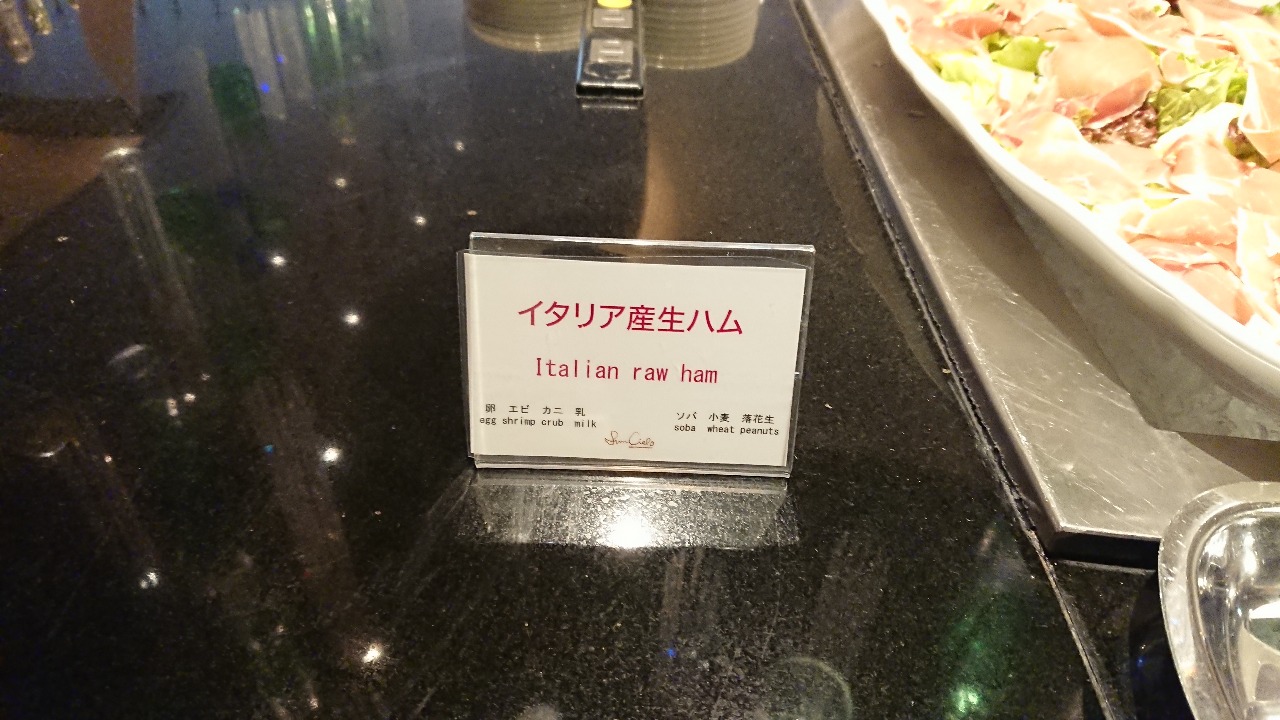 イタリア産生ハム
Italian raw ham
卵 エビ カニ 乳
egg shrimp crub milk
ソバ 小麦 落花生
soba wheat peanuts